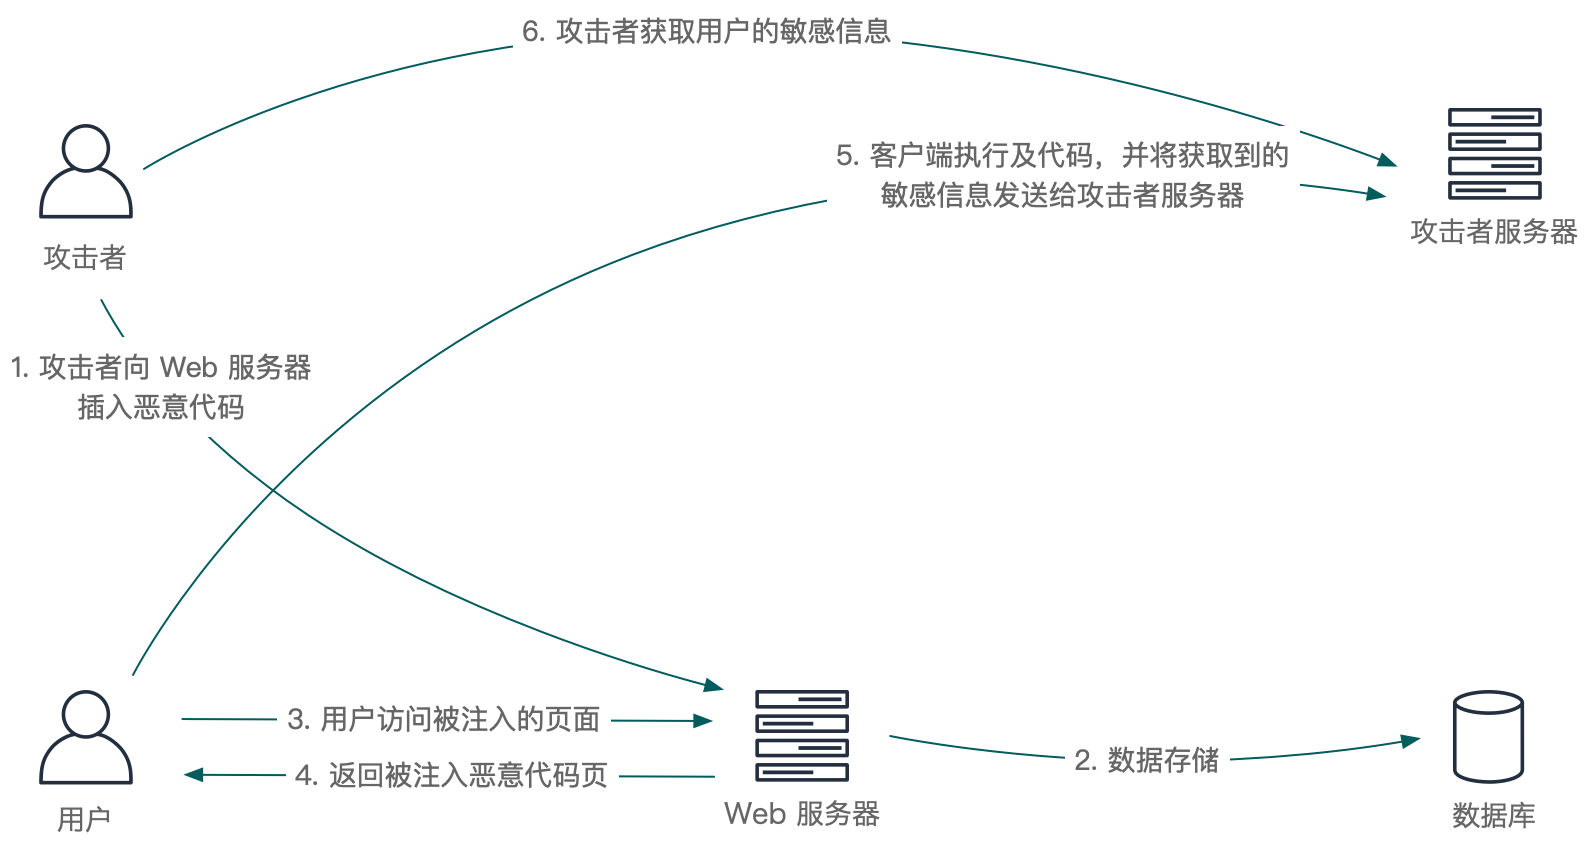 6. 攻击者获取用户的敏感信息
5. 客户端执行及代码，并将获取到的
敏感信息发送给攻击者服务器
攻击者服务器
攻击者
1. 攻击者向 Web 服务器
插入恶意代码
3. 用户访问被注入的页面
2. 数据存储
4. 返回被注入恶意代码页
Web 服务器
数据库
用户